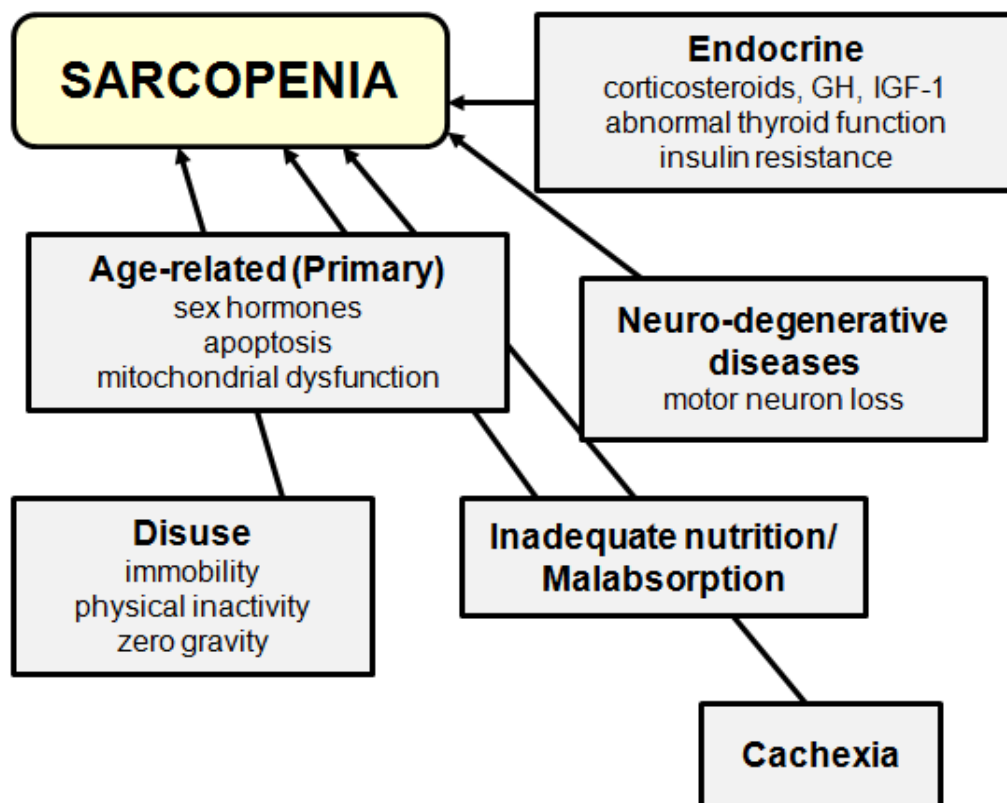 SARCOPENIA
Endocrine
corticosteroids, GH, IGF-1
abnormal thyroid function
insulin resistance
Age-related (Primary)
sex hormones
apoptosis
mitochondrial dysfunction
Neuro-degenerative
diseases
motor neuron loss
Disuse
immobility
physical inactivity
zero gravity
Inadequate nutrition/
Malabsorption
Cachexia